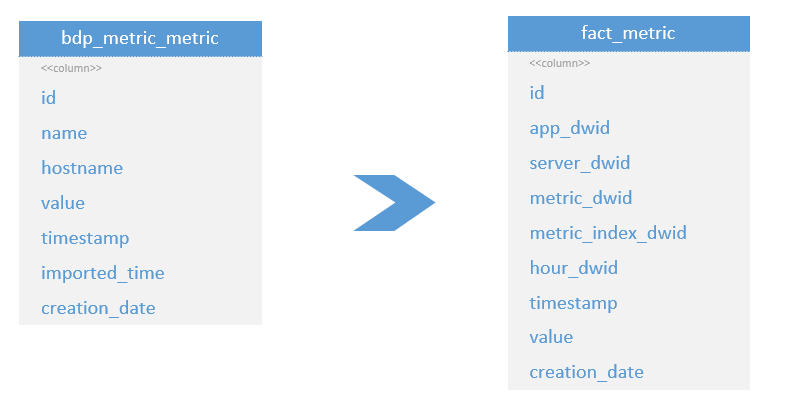 bdp_metric_metric
<<column>>
id
name
hostname
value
timestamp
imported_time
creation_date
fact_metric
<<column>>
id
app_dwid
server_dwid
metric_dwid
metric_index_dwid
hour_dwid
timestamp
value
creation_date